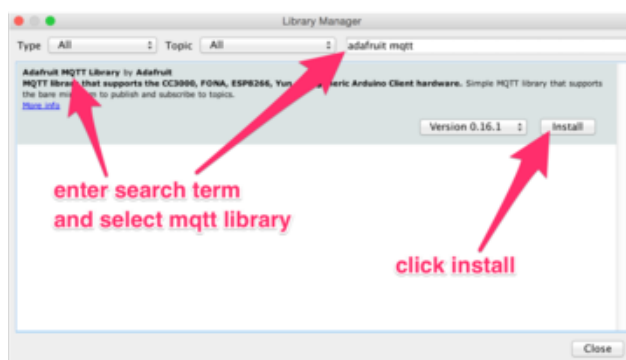 Library Manager
Type All Topic All adafruit mqtt
Adafruit MQTT Library by Adafruit
MQTT library that supports the CC3000, FONA, ESP8266, Yun, generic Arduino Client hardware. Simple MQTT library that supports
the bare to publish and subscribe to topics.
More info
Version 0.16.1 Install
enter search term
and select mqtt library
click install
Close